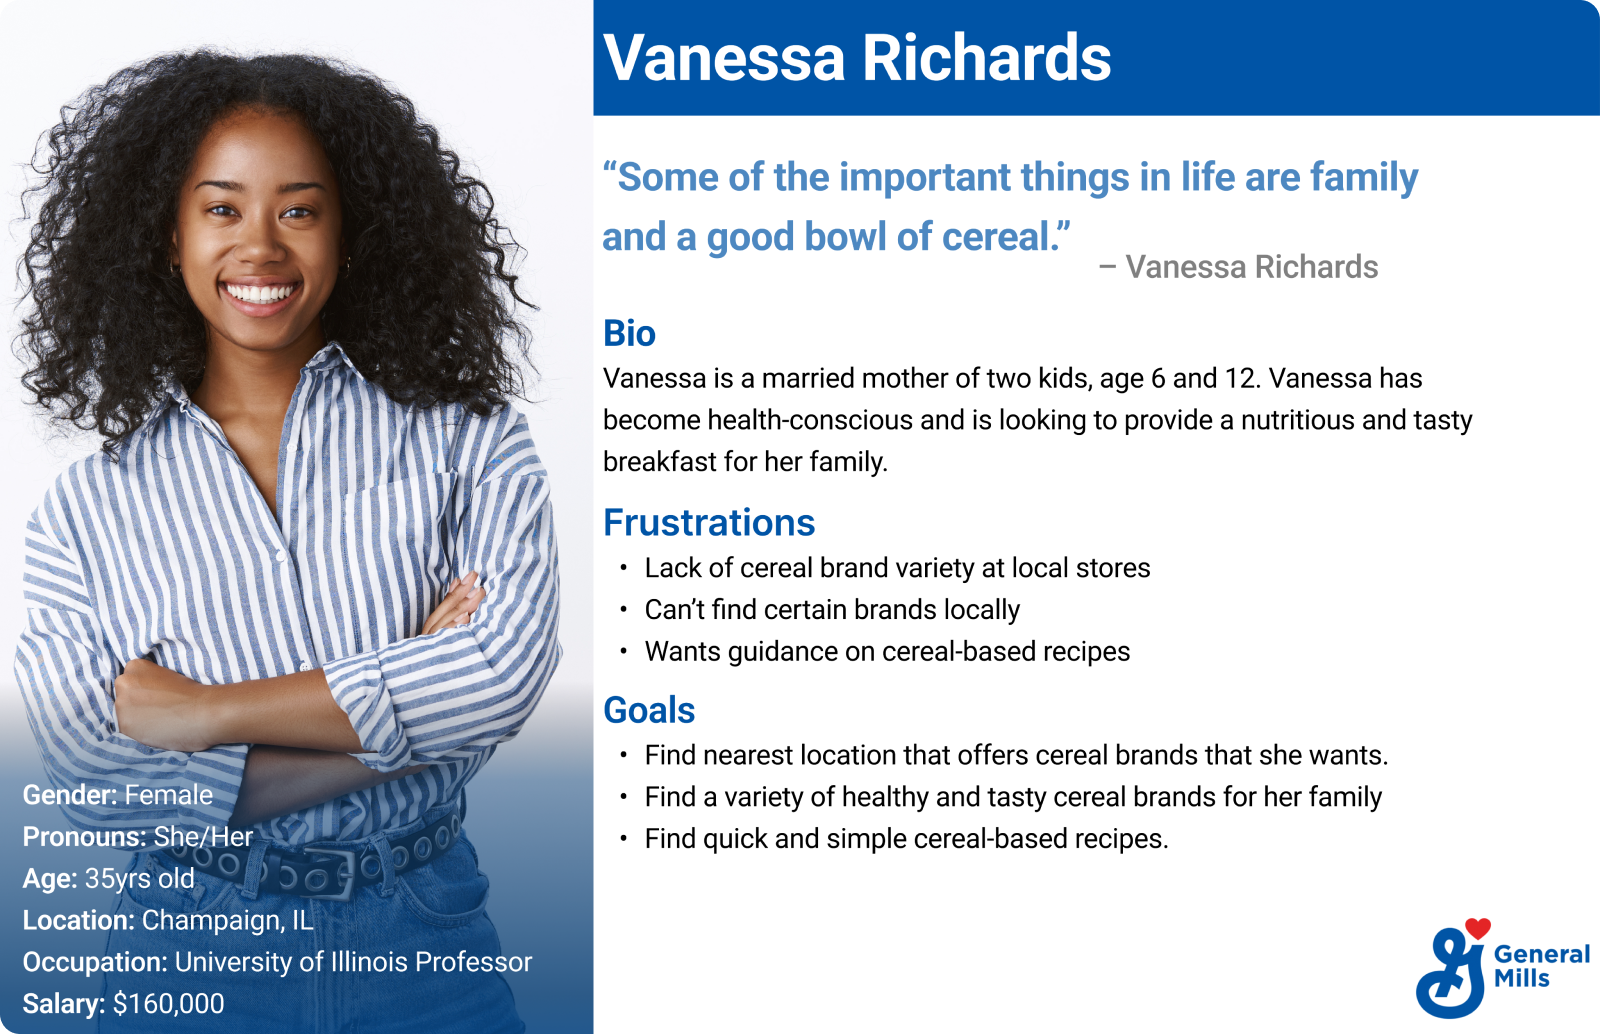 Vanessa Richards
“Some of the important things in life are family
and a good bowl of cereal.”
– Vanessa Richards
Bio
Vanessa is a married mother of two kids, age 6 and 12. Vanessa has
become health-conscious and is looking to provide a nutritious and tasty
breakfast for her family.
Frustrations
• Lack of cereal brand variety at local stores
• Can’t find certain brands locally
• Wants guidance on cereal-based recipes
Goals
• Find nearest location that offers cereal brands that she wants.
• Find a variety of healthy and tasty cereal brands for her family
• Find quick and simple cereal-based recipes.
Gender: Female
Pronouns: She/Her
Age: 35yrs old
Location: Champaign, IL
Occupation: University of Illinois Professor
Salary: $160,000
General
Mills